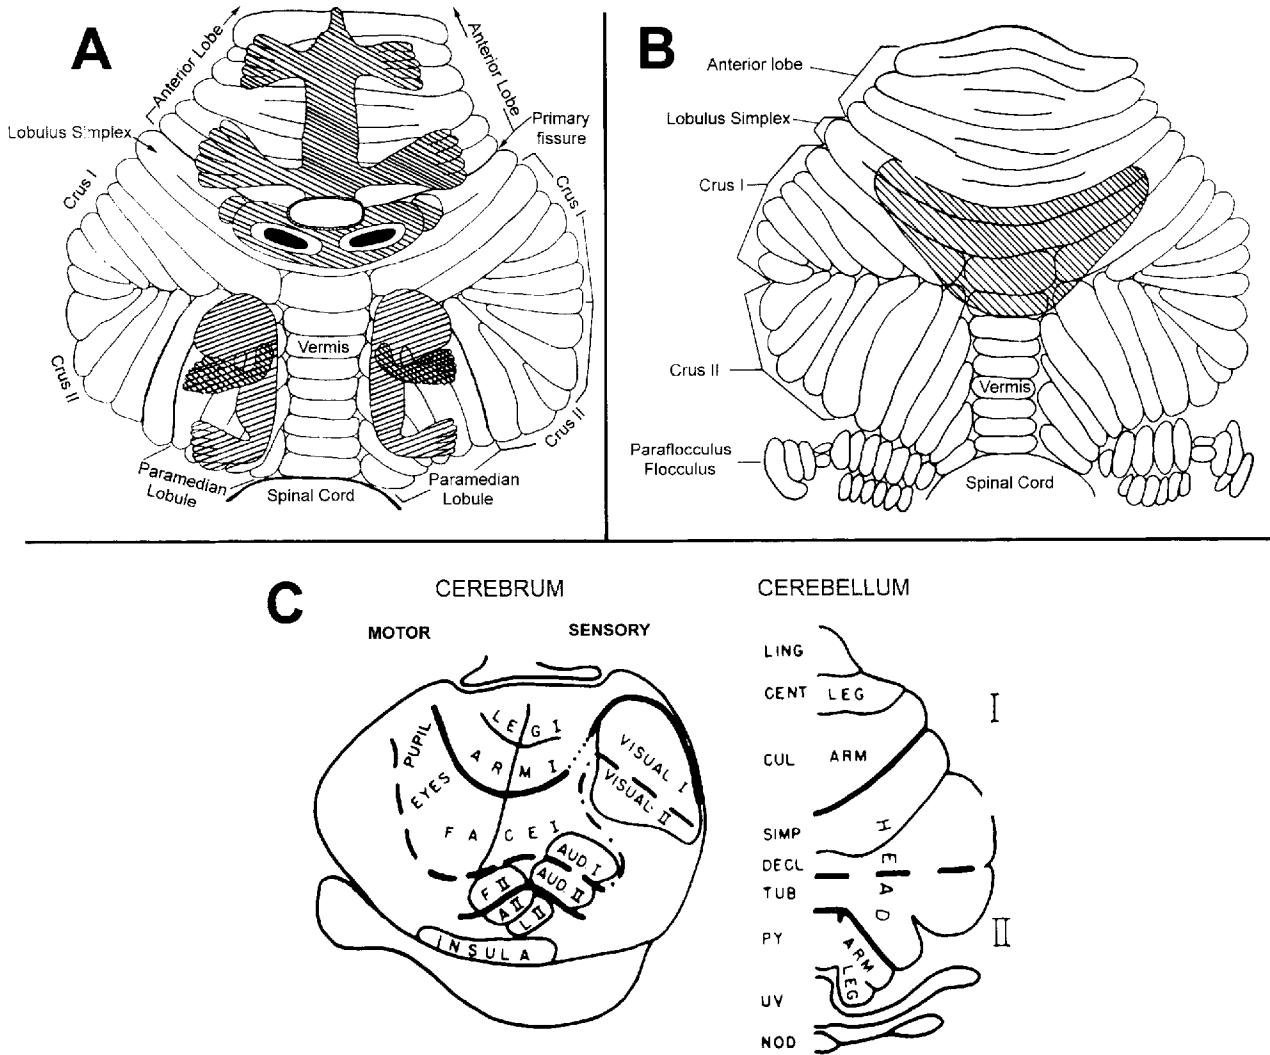 A
Anterior Lobe
Anterior Lobe
Lobulus Simplex
Primary
fissure
Crus I
Crus I
Vermis
Crus II
Crus II
Paramedian
Lobule
Spinal Cord
Paramedian
Lobule
B
Anterior lobe
Lobulus Simplex
Crus I
Crus II
Vermis
Paraflocculus
Flocculus
Spinal Cord
C
CEREBRUM
MOTOR
SENSORY
PUPIL
EYES
LEG I
ARM I
FACE I
VISUAL I
VISUAL II
AUD. I
AUD. II
F II
A II
L II
INSULA
CEREBELLUM
LING
CENT
LEG
I
CUL
ARM
SIMP
HEAD
DECL
TUB
II
PY
ARM
LEG
UV
NOD